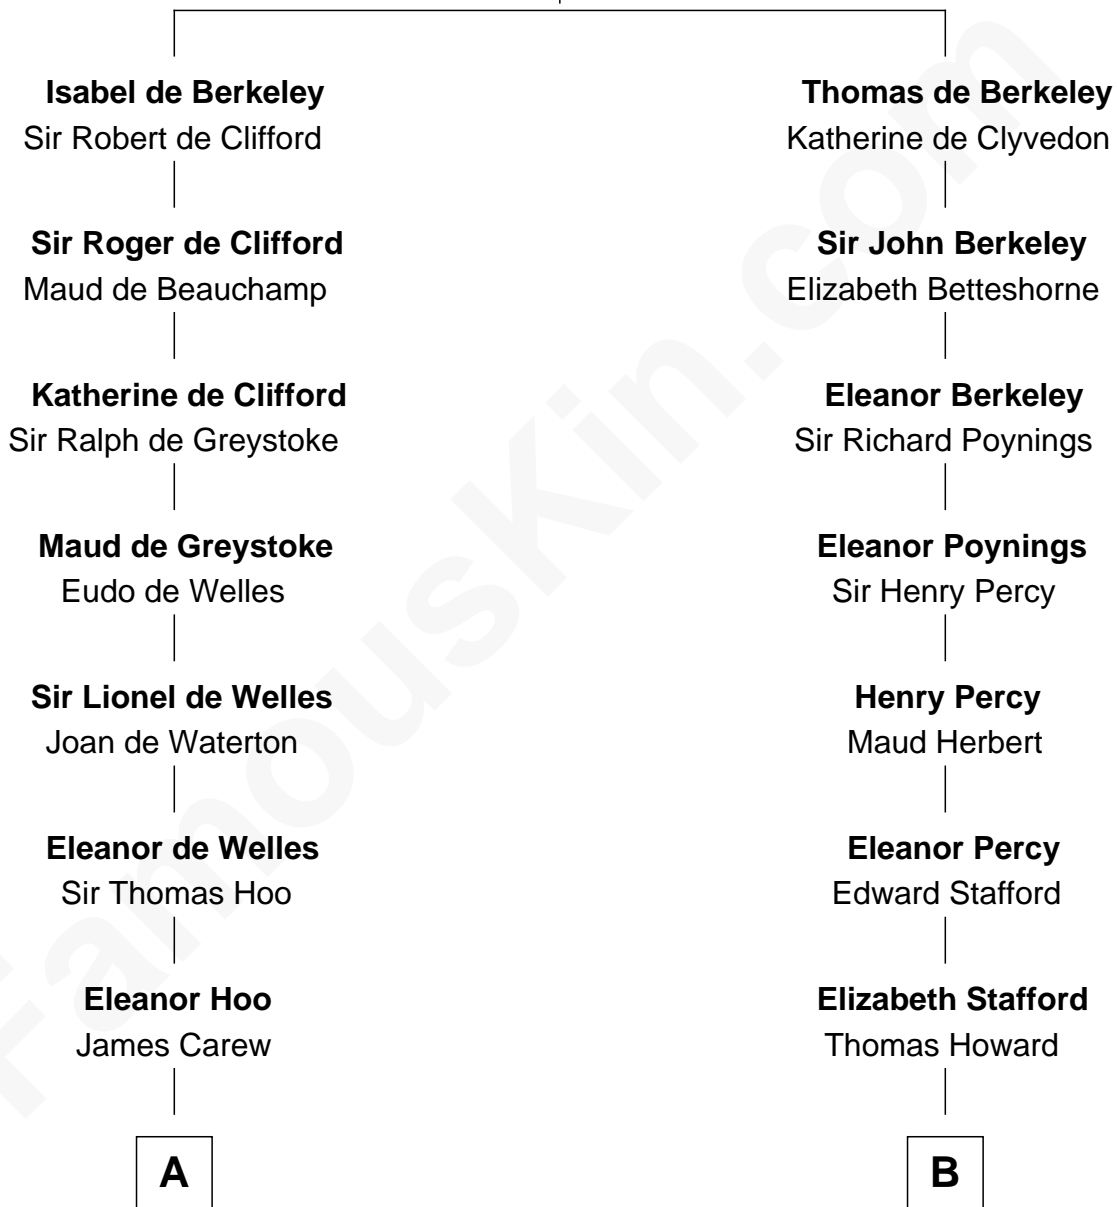 Isabel de Berkeley
Sir Robert de Clifford
Sir Roger de Clifford
Maud de Beauchamp
Katherine de Clifford
Sir Ralph de Greystoke
Maud de Greystoke
Eudo de Welles
Sir Lionel de Welles
Joan de Waterton
Eleanor de Welles
Sir Thomas Hoo
Eleanor Hoo
James Carew
A
Thomas de Berkeley
Katherine de Clyvedon
Sir John Berkeley
Elizabeth Betteshorne
Eleanor Berkeley
Sir Richard Poynings
Eleanor Poynings
Sir Henry Percy
Henry Percy
Maud Herbert
Eleanor Percy
Edward Stafford
Elizabeth Stafford
Thomas Howard
B
FamousKin.com